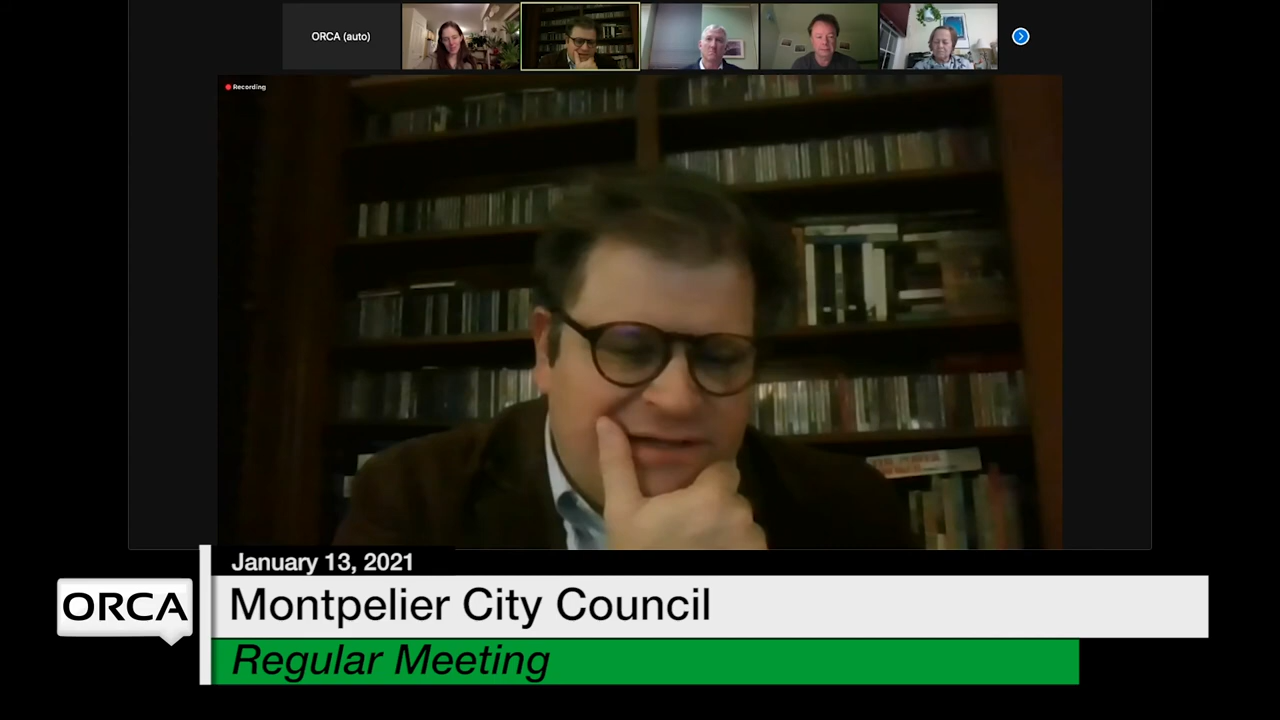 ORCA (auto)
Recording
January 13, 2021
Montpelier City Council
ORCA
Regular Meeting